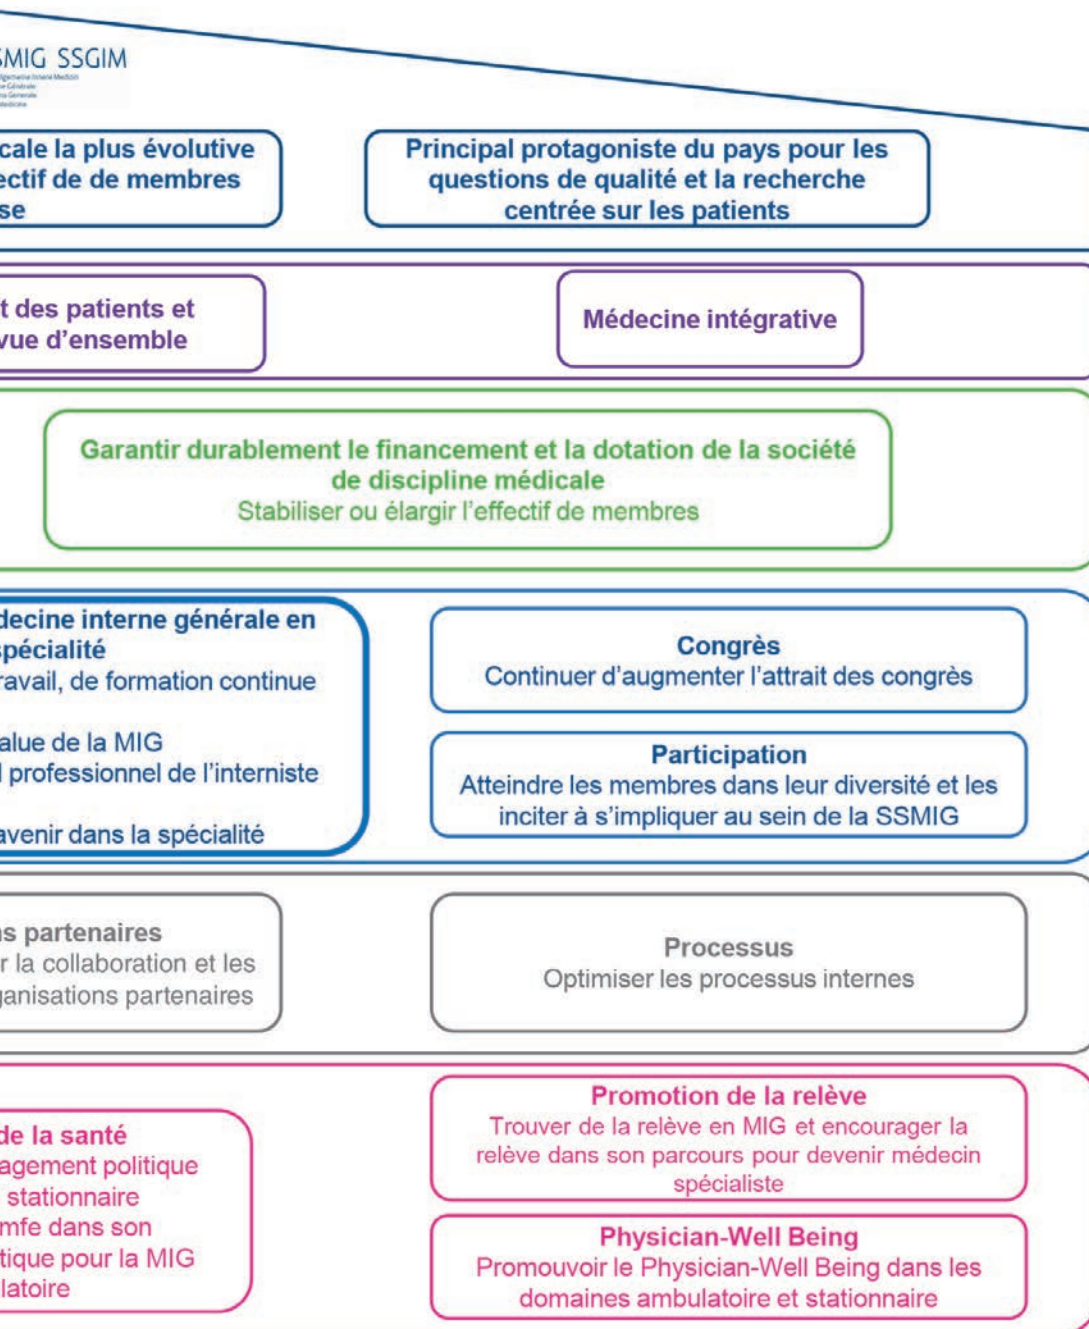 SMIG SSGIM
cale la plus évolutive
ectif de de membres
se
Principal protagoniste du pays pour les
questions de qualité et la recherche
centrée sur les patients
t des patients et
vue d'ensemble
Médecine intégrative
Garantir durablement le financement et la dotation de la société
de discipline médicale
Stabiliser ou élargir l'effectif de membres
decine interne générale en
spécialité
ravail, de formation continue
alue de la MIG
l professionnel de l'interniste
avenir dans la spécialité
Congrès
Continuer d'augmenter l'attrait des congrès
Participation
Atteindre les membres dans leur diversité et les
inciter à s'impliquer au sein de la SSMIG
ns partenaires
r la collaboration et les
ganisations partenaires
Processus
Optimiser les processus internes
de la santé
agement politique
stationnaire
mfe dans son
tique pour la MIG
latoire
Promotion de la relève
Trouver de la relève en MIG et encourager la
relève dans son parcours pour devenir médecin
spécialiste
Physician-Well Being
Promouvoir le Physician-Well Being dans les
domaines ambulatoire et stationnaire